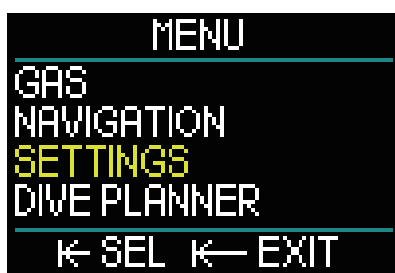 MENU
GAS
NAVIGATION
SETTINGS
DIVE PLANNER
SEL EXIT